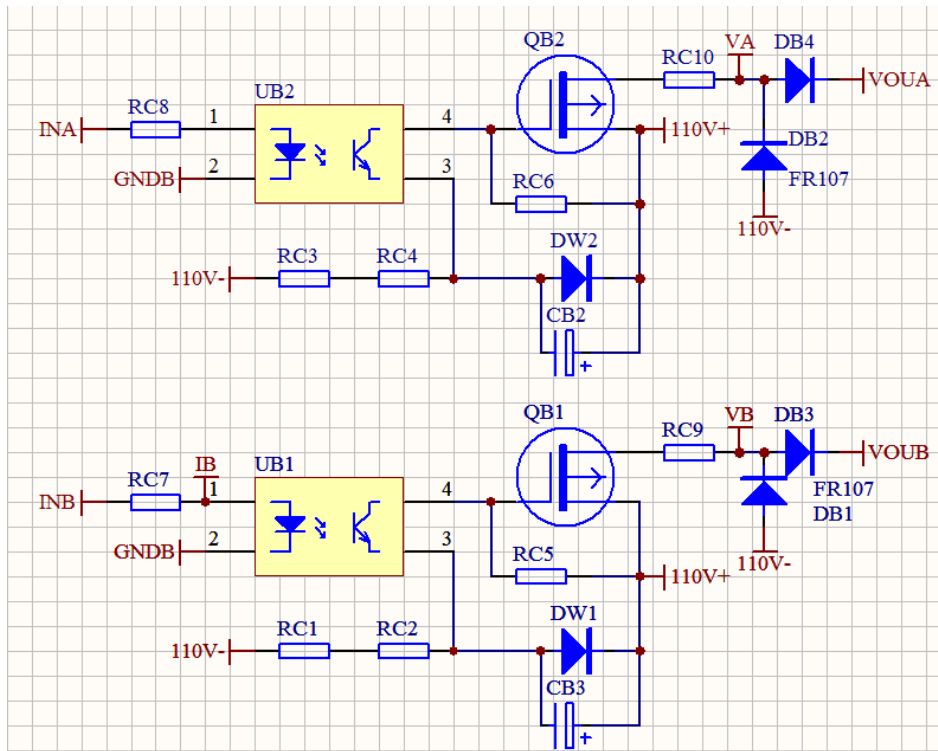 QB2
VA
DB4
RC10
VOUA
UB2
RC8
1
4
INA
110V+
DB2
2
3
GNDB
FR107
RC6
110V-
DW2
RC3
RC4
110V-
CB2
+
QB1
VB
DB3
RC9
VOUB
IB
UB1
RC7
1
4
FR107
INB
DB1
2
3
GNDB
RC5
110V-
110V+
DW1
RC1
RC2
110V-
CB3
+